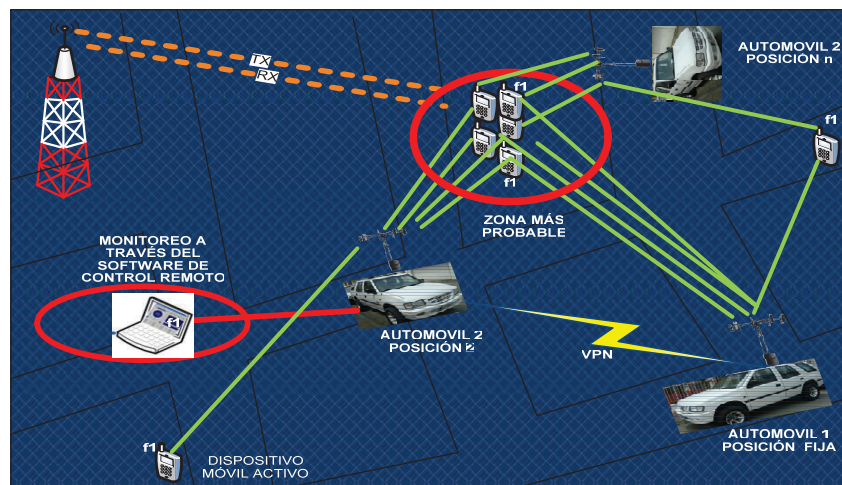 TX
RX
AUTOMOVIL 2
POSICIÓN n
f1
f1
f1
ZONA MÁS
PROBABLE
MONITOREO A
TRAVÉS DEL
SOFTWARE DE
CONTROL REMOTO
f1
AUTOMOVIL 2
POSICIÓN 2
VPN
AUTOMOVIL 1
POSICIÓN FIJA
f1
DISPOSITIVO
MÓVIL ACTIVO